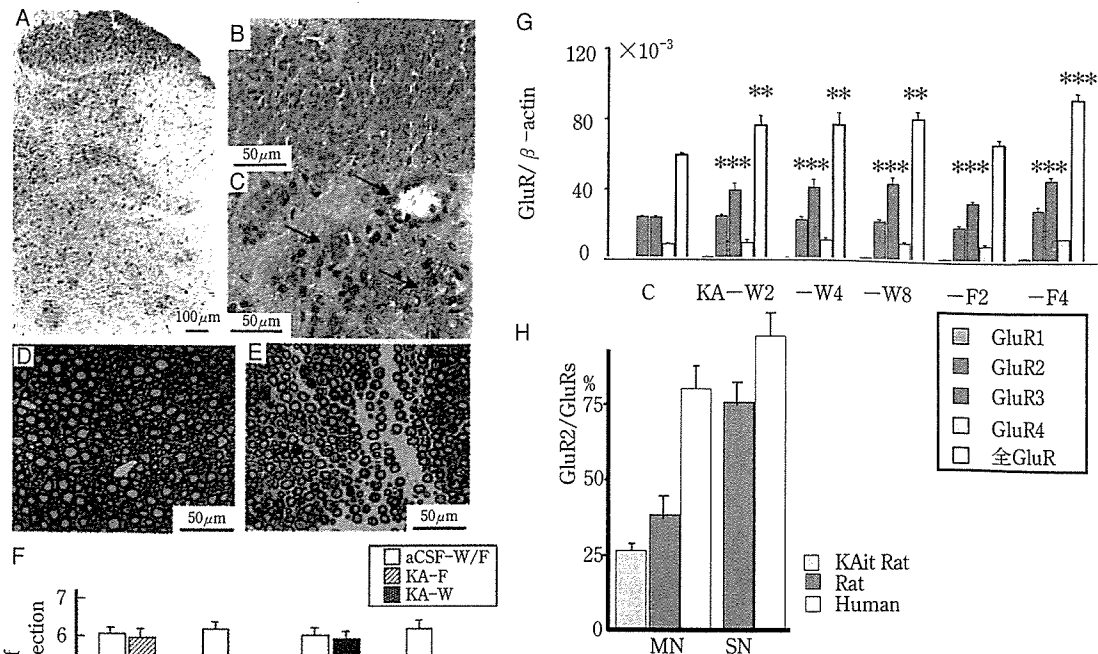 A
100μm
B
50μm
C
50μm
D
50μm
E
50μm
F
aCSF-W/F
KA-F
KA-W
7
6
G
×10⁻³
120
80
40
0
GluR/β-actin
** ** ** ***
*** *** *** *** ***
C KA-W2 -W4 -W8 -F2 -F4
GluR1
GluR2
GluR3
GluR4
全GluR
H
%
75
50
25
0
GluR2/GluRs
MN SN
KAit Rat
Rat
Human